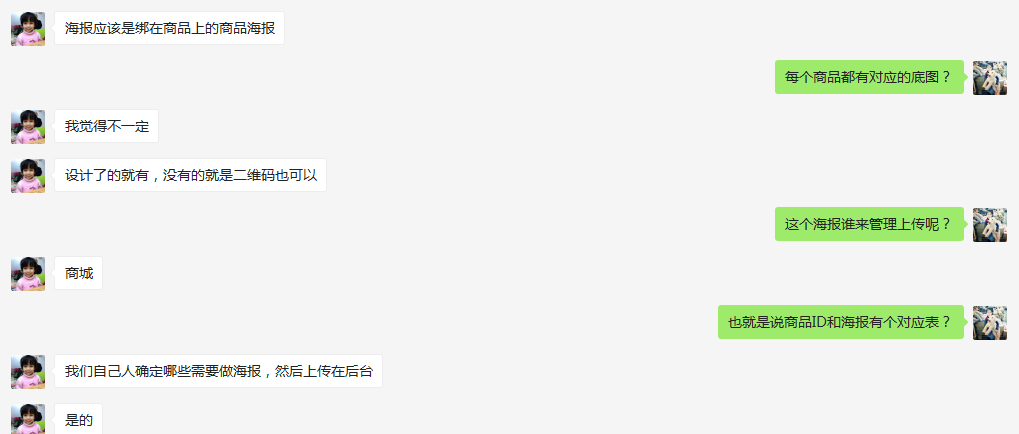 海报应该是绑在商品上的商品海报
每个商品都有对应的底图？
我觉得不一定
设计了的就有，没有的就是二维码也可以
这个海报谁来管理上传呢？
商城
也就是说商品ID和海报有个对应表？
我们自己人确定哪些需要做海报，然后上传在后台
是的